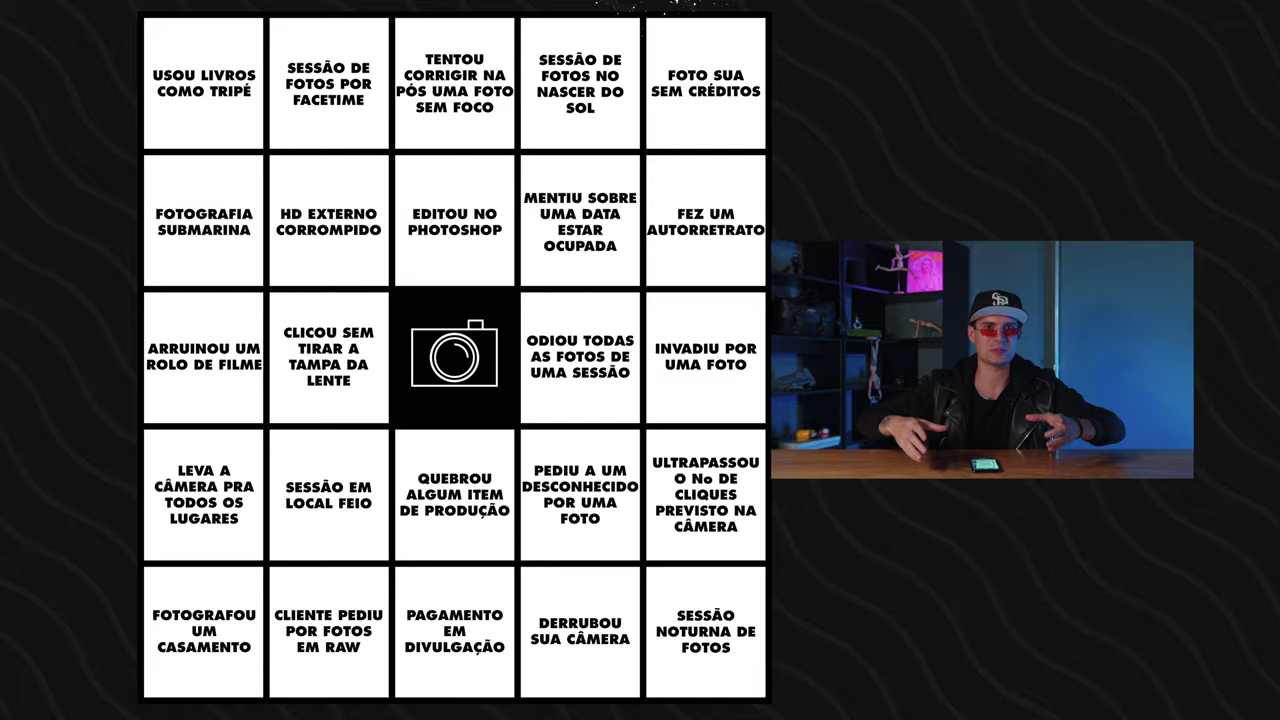 USOU LIVROS
COMO TRIPÉ
SESSÃO DE
FOTOS POR
FACETIME
TENTOU
CORRIGIR NA
PÓS UMA FOTO
SEM FOCO
SESSÃO DE
FOTOS NO
NASCER DO
SOL
FOTO SUA
SEM CRÉDITOS
FOTOGRAFIA
SUBMARINA
HD EXTERNO
CORROMPIDO
EDITOU NO
PHOTOSHOP
MENTIU SOBRE
UMA DATA
ESTAR
OCUPADA
FEZ UM
AUTORRETRATO
ARRUINOU UM
ROLO DE FILME
CLICOU SEM
TIRAR A
TAMPA DA
LENTE
ODIOU TODAS
AS FOTOS DE
UMA SESSÃO
INVADIU POR
UMA FOTO
LEVA A
CÂMERA PRA
TODOS OS
LUGARES
SESSÃO EM
LOCAL FEIO
QUEBROU
ALGUM ITEM
DE PRODUÇÃO
PEDIU A UM
DESCONHECIDO
POR UMA
FOTO
ULTRAPASSOU
O No DE
CLIQUES
PREVISTO NA
CÂMERA
FOTOGRAFOU
UM
CASAMENTO
CLIENTE PEDIU
POR FOTOS
EM RAW
PAGAMENTO
EM
DIVULGAÇÃO
DERRUBOU
SUA CÂMERA
SESSÃO
NOTURNA DE
FOTOS